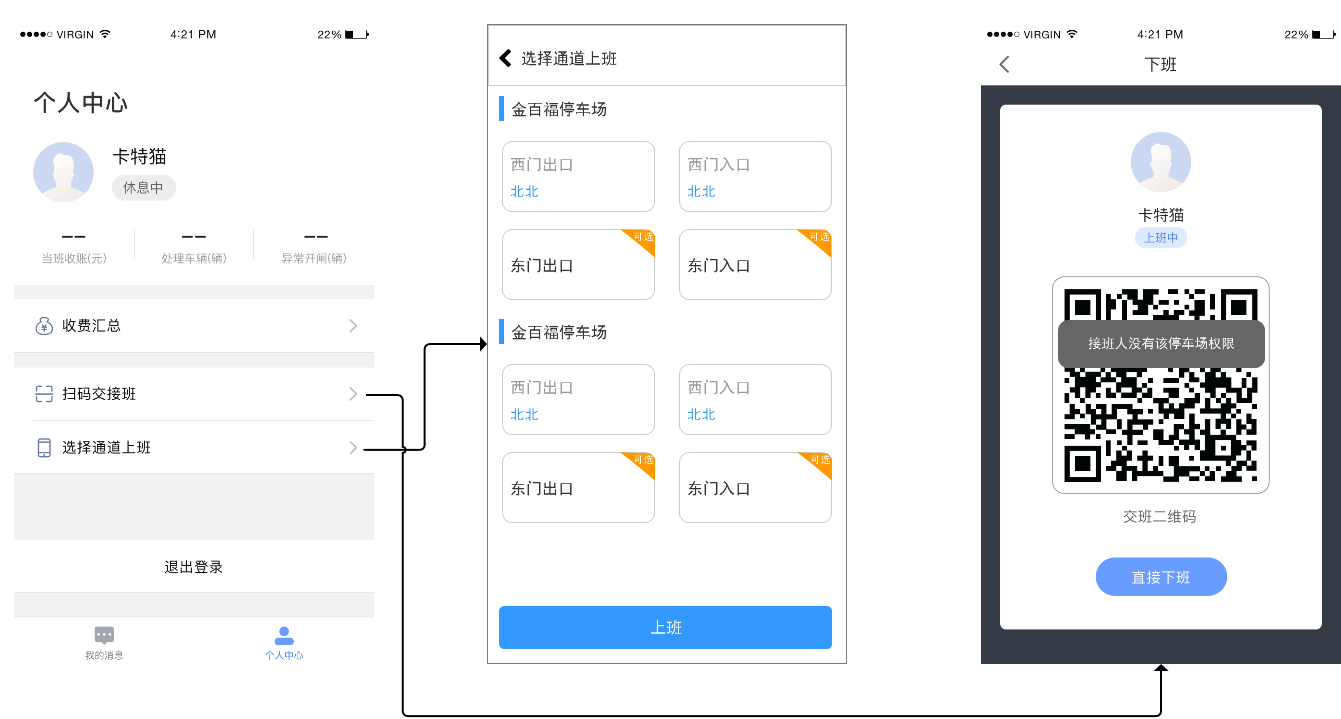 VIRGIN
4:21 PM
22%
个人中心
卡特猫
休息中
——
——
——
当班收账(元)
处理车辆(辆)
异常开闸(辆)
收费汇总
扫码交接班
选择通道上班
退出登录
我的消息
个人中心
选择通道上班
金百福停车场
西门出口
北北
西门入口
北北
可选
东门出口
可选
东门入口
金百福停车场
西门出口
北北
西门入口
北北
可选
东门出口
可选
东门入口
上班
VIRGIN
4:21 PM
22%
下班
卡特猫
上班中
接班人没有该停车场权限
交班二维码
直接下班